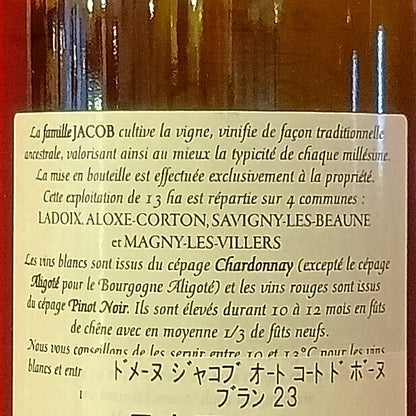 La famille JACOB cultive la vigne, vinifie de façon traditionnelle
ancestrale, valorisant ainsi au mieux la typicité de chaque millésime.
La mise en bouteille est effectuée exclusivement à la propriété.
Cette exploitation de 13 ha est répartie sur 4 communes :
LADOIX, ALOXE-CORTON, SAVIGNY-LES-BEAUNE
et MAGNY-LES-VILLERS
Les vins blancs sont issus du cépage Chardonnay (excepté le cépage
Aligoté pour le Bourgogne Aligoté) et les vins rouges sont issus
du cépage Pinot Noir. Ils sont élevés durant 10 à 12 mois en fûts
de chêne avec en moyenne 1/3 de fûts neufs.
Nous vous conseillons de les servir entre 10 et 12°C pour les vins
blancs et entr
ドメーヌ ジャコブ オート コート ド ボーヌ
ブラン 23